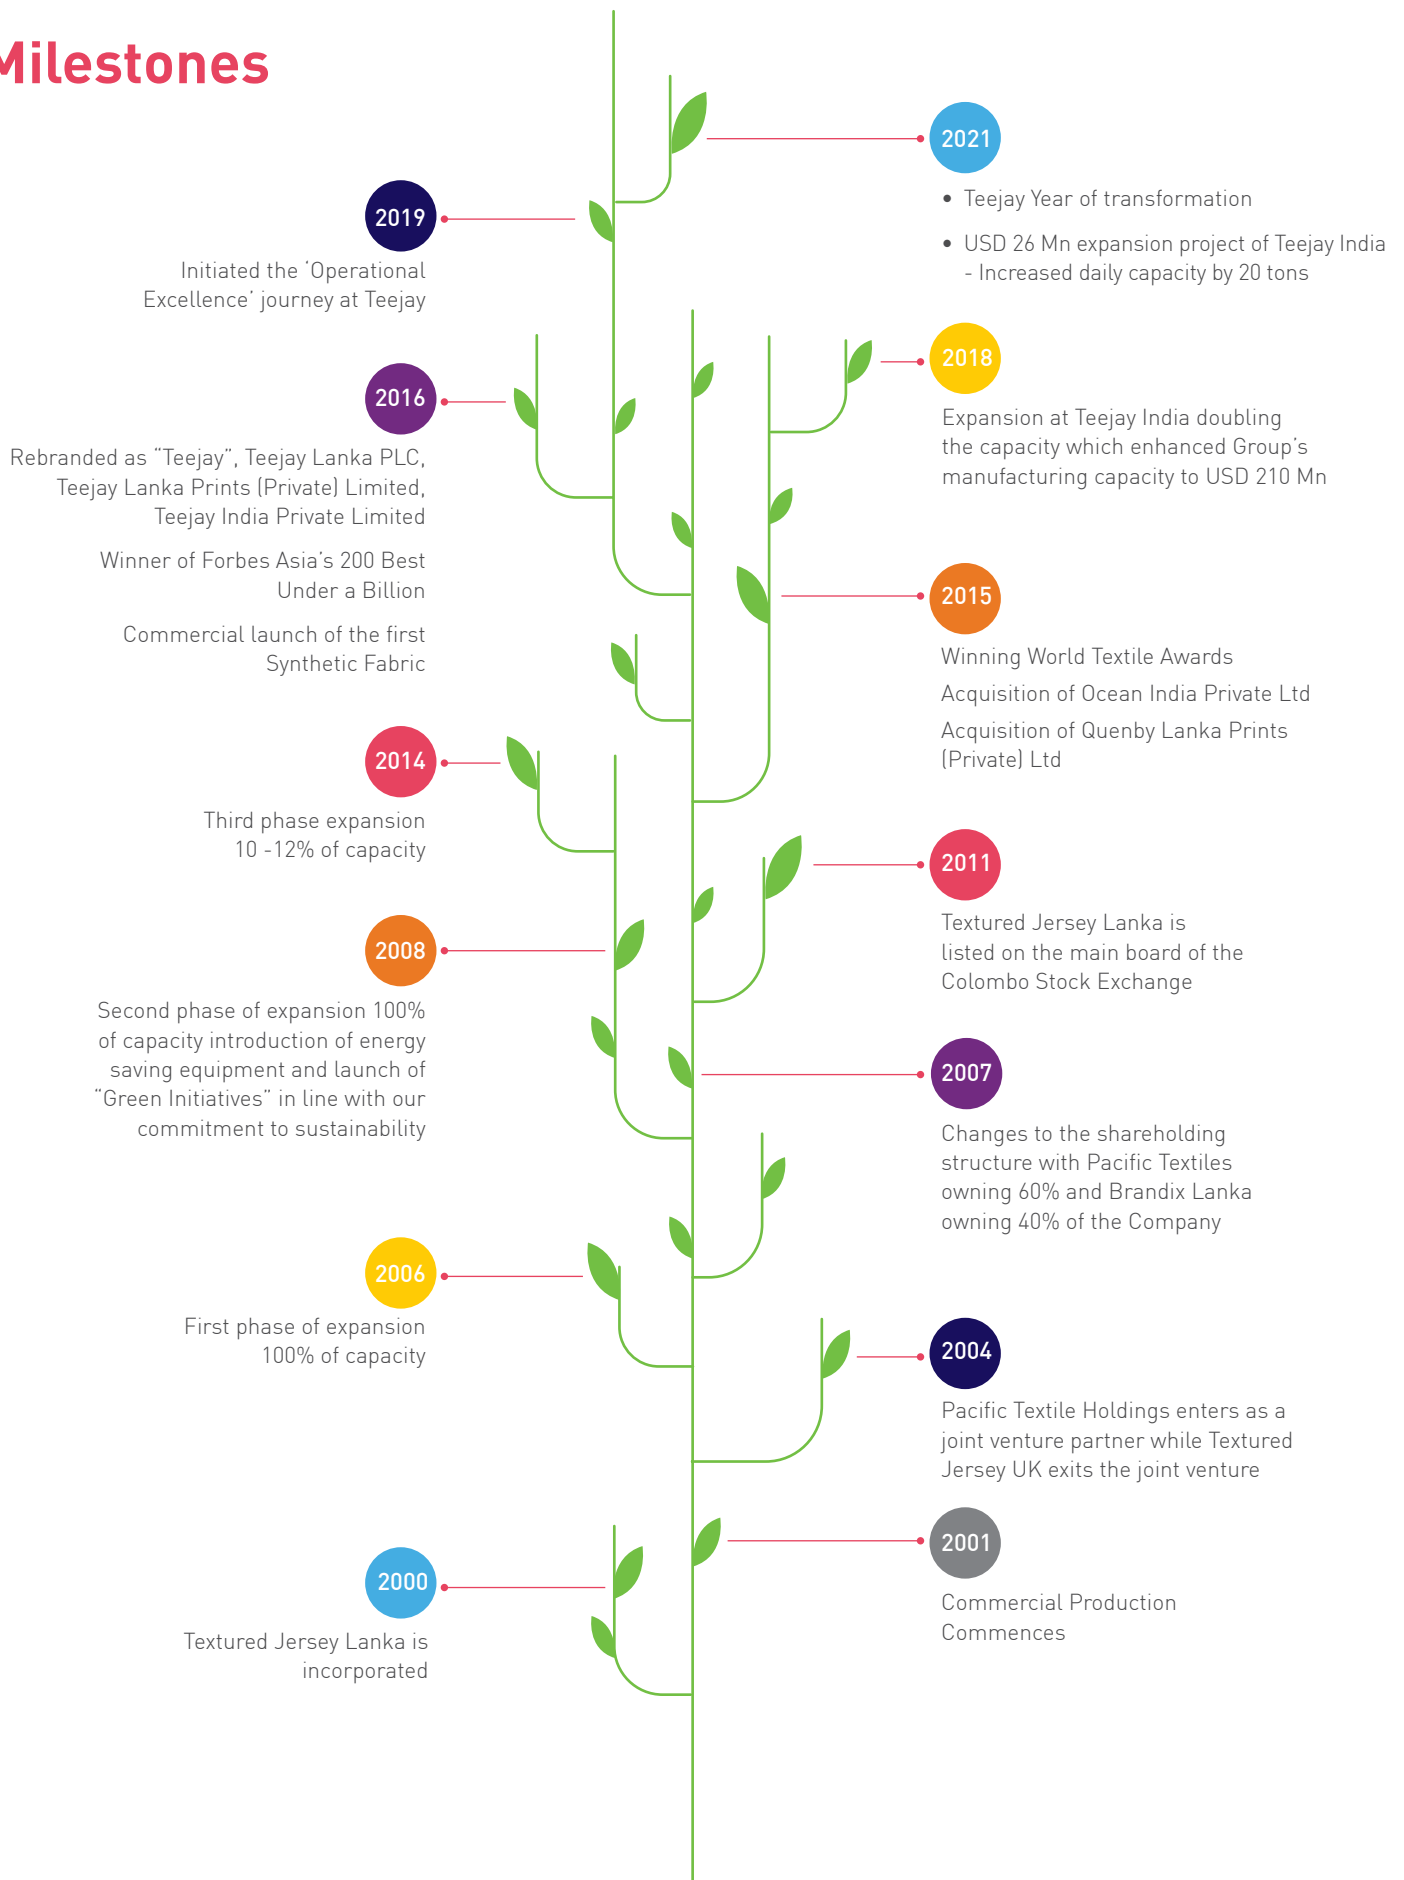 Milestones
2021
• Teejay Year of transformation
• USD 26 Mn expansion project of Teejay India
- Increased daily capacity by 20 tons
2019
Initiated the ‘Operational
Excellence’ journey at Teejay
2018
Expansion at Teejay India doubling
the capacity which enhanced Group’s
manufacturing capacity to USD 210 Mn
2016
Rebranded as “Teejay”, Teejay Lanka PLC,
Teejay Lanka Prints (Private) Limited,
Teejay India Private Limited
Winner of Forbes Asia’s 200 Best
Under a Billion
Commercial launch of the first
Synthetic Fabric
2015
Winning World Textile Awards
Acquisition of Ocean India Private Ltd
Acquisition of Quenby Lanka Prints
(Private) Ltd
2014
Third phase expansion
10 -12% of capacity
2011
Textured Jersey Lanka is
listed on the main board of the
Colombo Stock Exchange
2008
Second phase of expansion 100%
of capacity introduction of energy
saving equipment and launch of
“Green Initiatives” in line with our
commitment to sustainability
2007
Changes to the shareholding
structure with Pacific Textiles
owning 60% and Brandix Lanka
owning 40% of the Company
2006
First phase of expansion
100% of capacity
2004
Pacific Textile Holdings enters as a
joint venture partner while Textured
Jersey UK exits the joint venture
2001
Commercial Production
Commences
2000
Textured Jersey Lanka is
incorporated